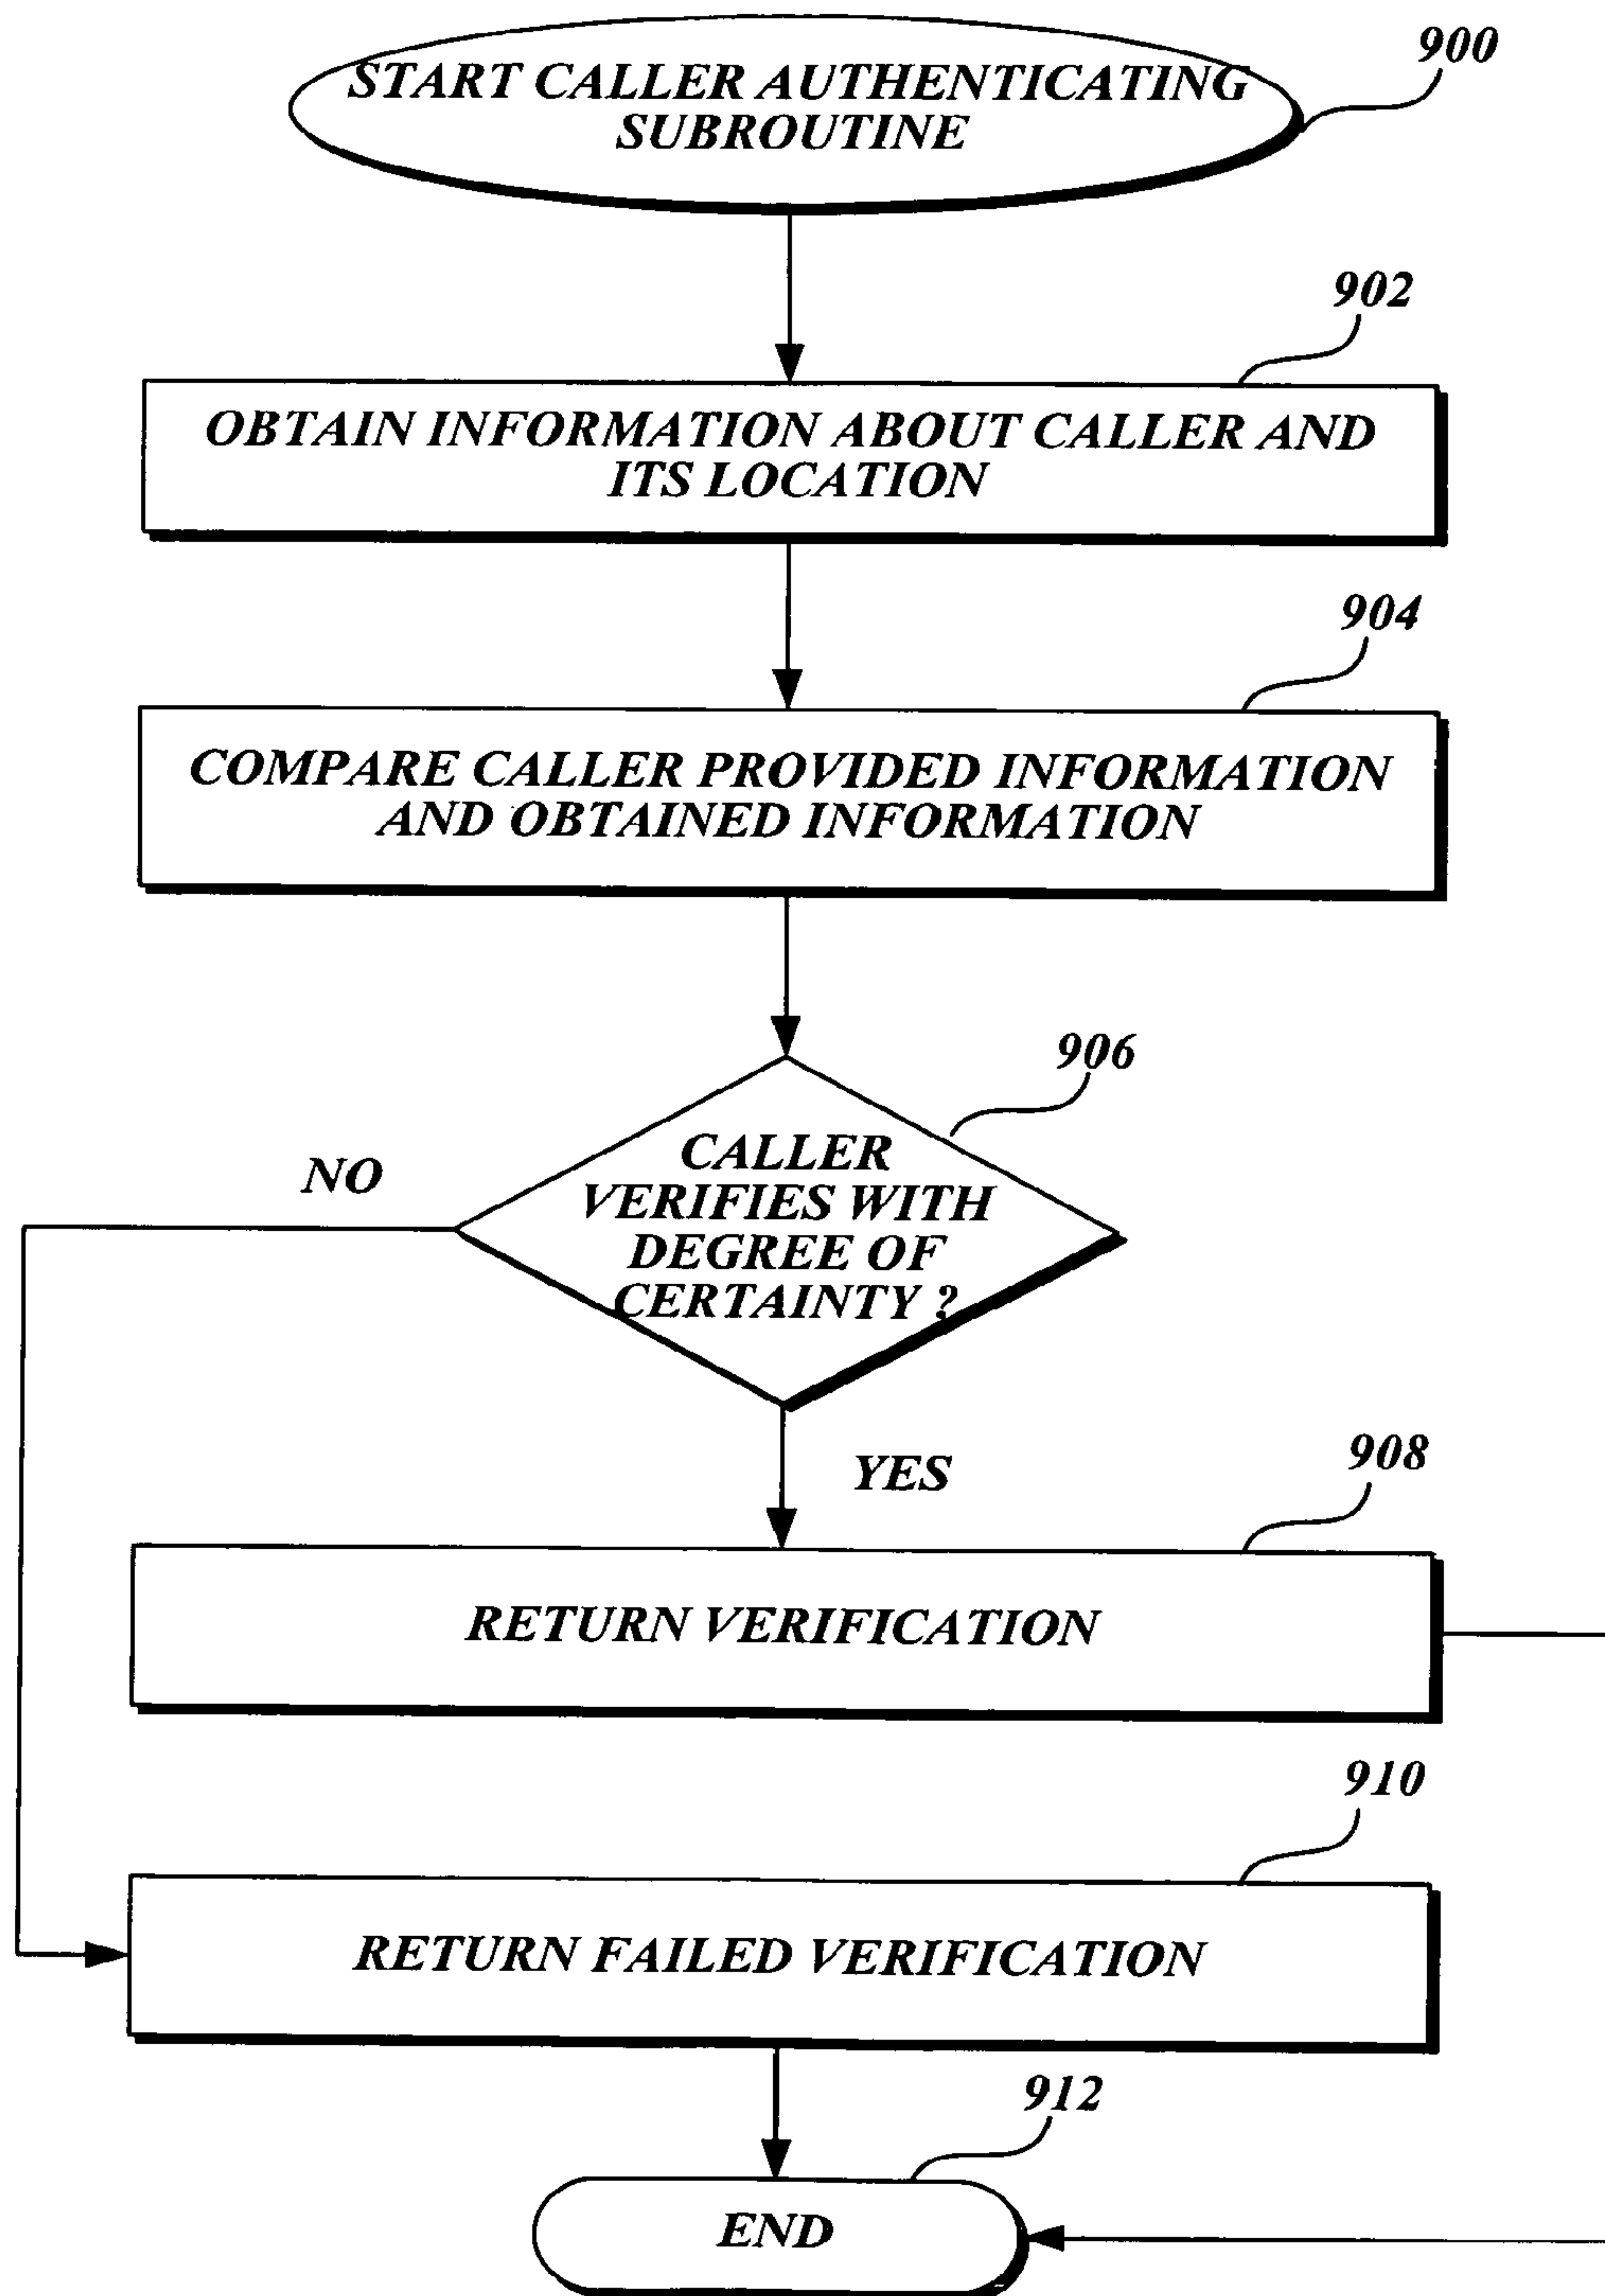 900
START CALLER AUTHENTICATING
SUBROUTINE
902
OBTAIN INFORMATION ABOUT CALLER AND
ITS LOCATION
904
COMPARE CALLER PROVIDED INFORMATION
AND OBTAINED INFORMATION
906
CALLER
VERIFIES WITH
DEGREE OF
CERTAINTY ?
NO
YES
908
RETURN VERIFICATION
910
RETURN FAILED VERIFICATION
912
END